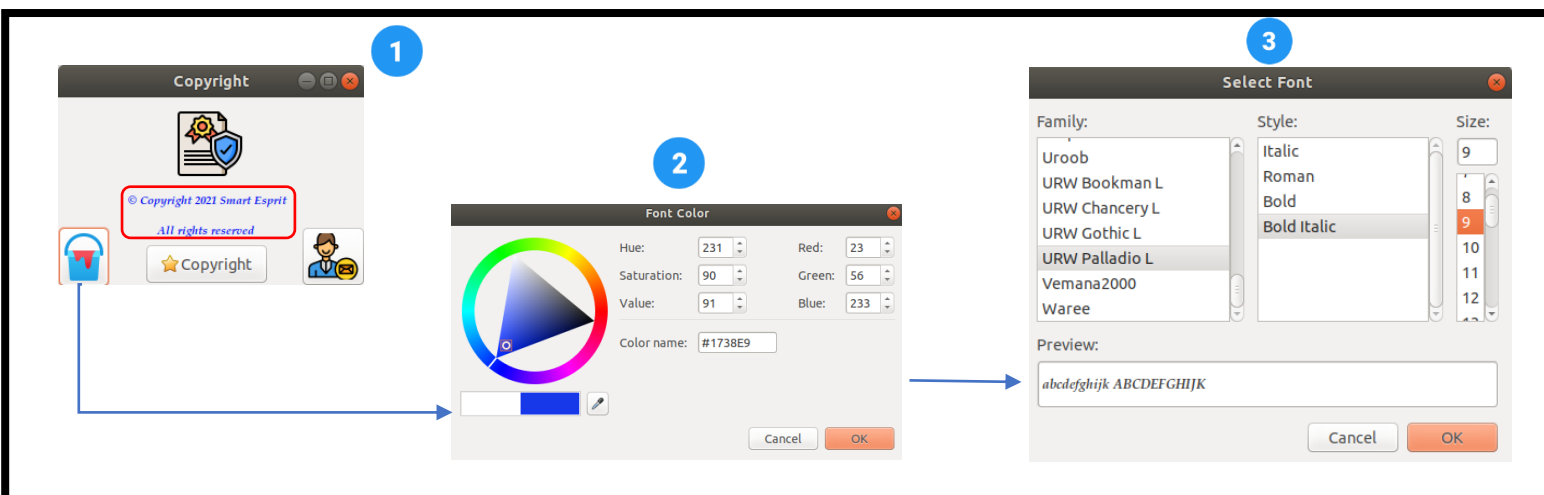 1
Copyright
© Copyright 2021 Smart Esprit
All rights reserved
Copyright
2
Font Color
Hue: 231 Red: 23
Saturation: 90 Green: 56
Value: 91 Blue: 233
Color name: #1738E9
Cancel OK
3
Select Font
Family: Style: Size:
9
Uroob Italic
URW Bookman L Roman 8
URW Chancery L Bold 9
URW Gothic L Bold Italic 10
URW Palladio L 11
Vemana2000 12
Waree
Preview:
abcdefghijk ABCDEFGHIJK
Cancel OK